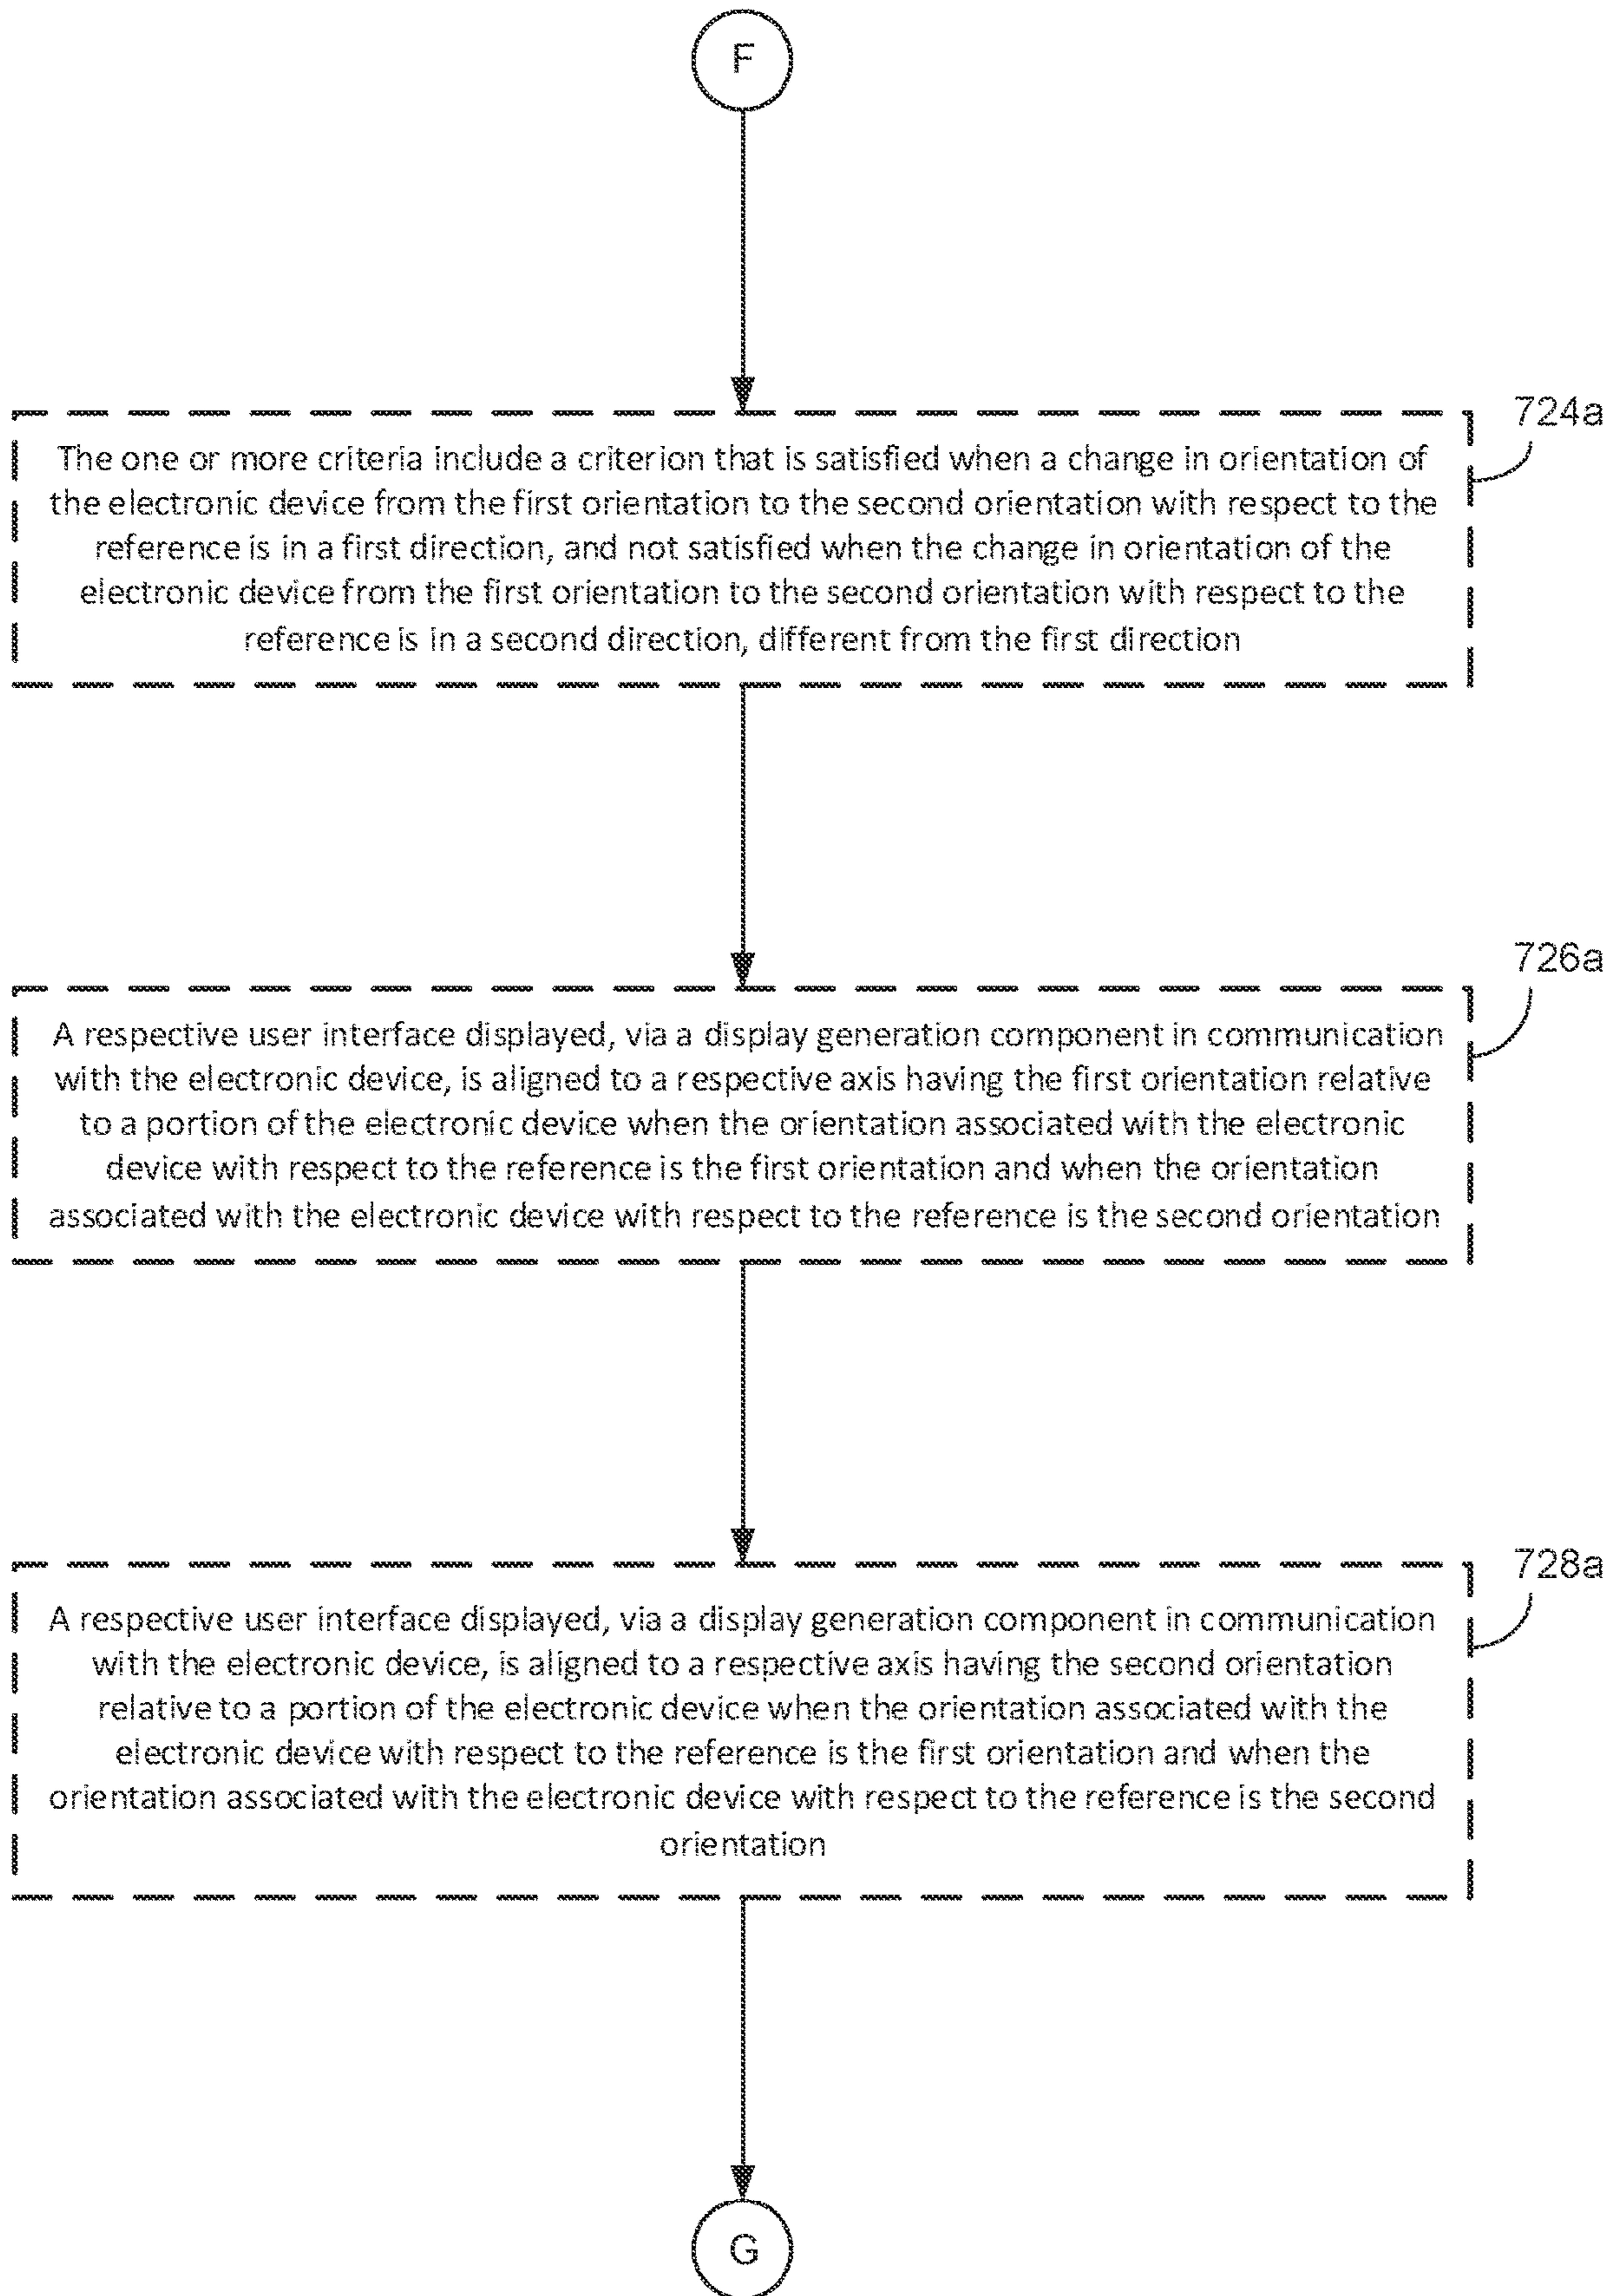 F
724a
The one or more criteria include a criterion that is satisfied when a change in orientation of
the electronic device from the first orientation to the second orientation with respect to the
reference is in a first direction, and not satisfied when the change in orientation of the
electronic device from the first orientation to the second orientation with respect to the
reference is in a second direction, different from the first direction
726a
A respective user interface displayed, via a display generation component in communication
with the electronic device, is aligned to a respective axis having the first orientation relative
to a portion of the electronic device when the orientation associated with the electronic
device with respect to the reference is the first orientation and when the orientation
associated with the electronic device with respect to the reference is the second orientation
728a
A respective user interface displayed, via a display generation component in communication
with the electronic device, is aligned to a respective axis having the second orientation
relative to a portion of the electronic device when the orientation associated with the
electronic device with respect to the reference is the first orientation and when the
orientation associated with the electronic device with respect to the reference is the second
orientation
G